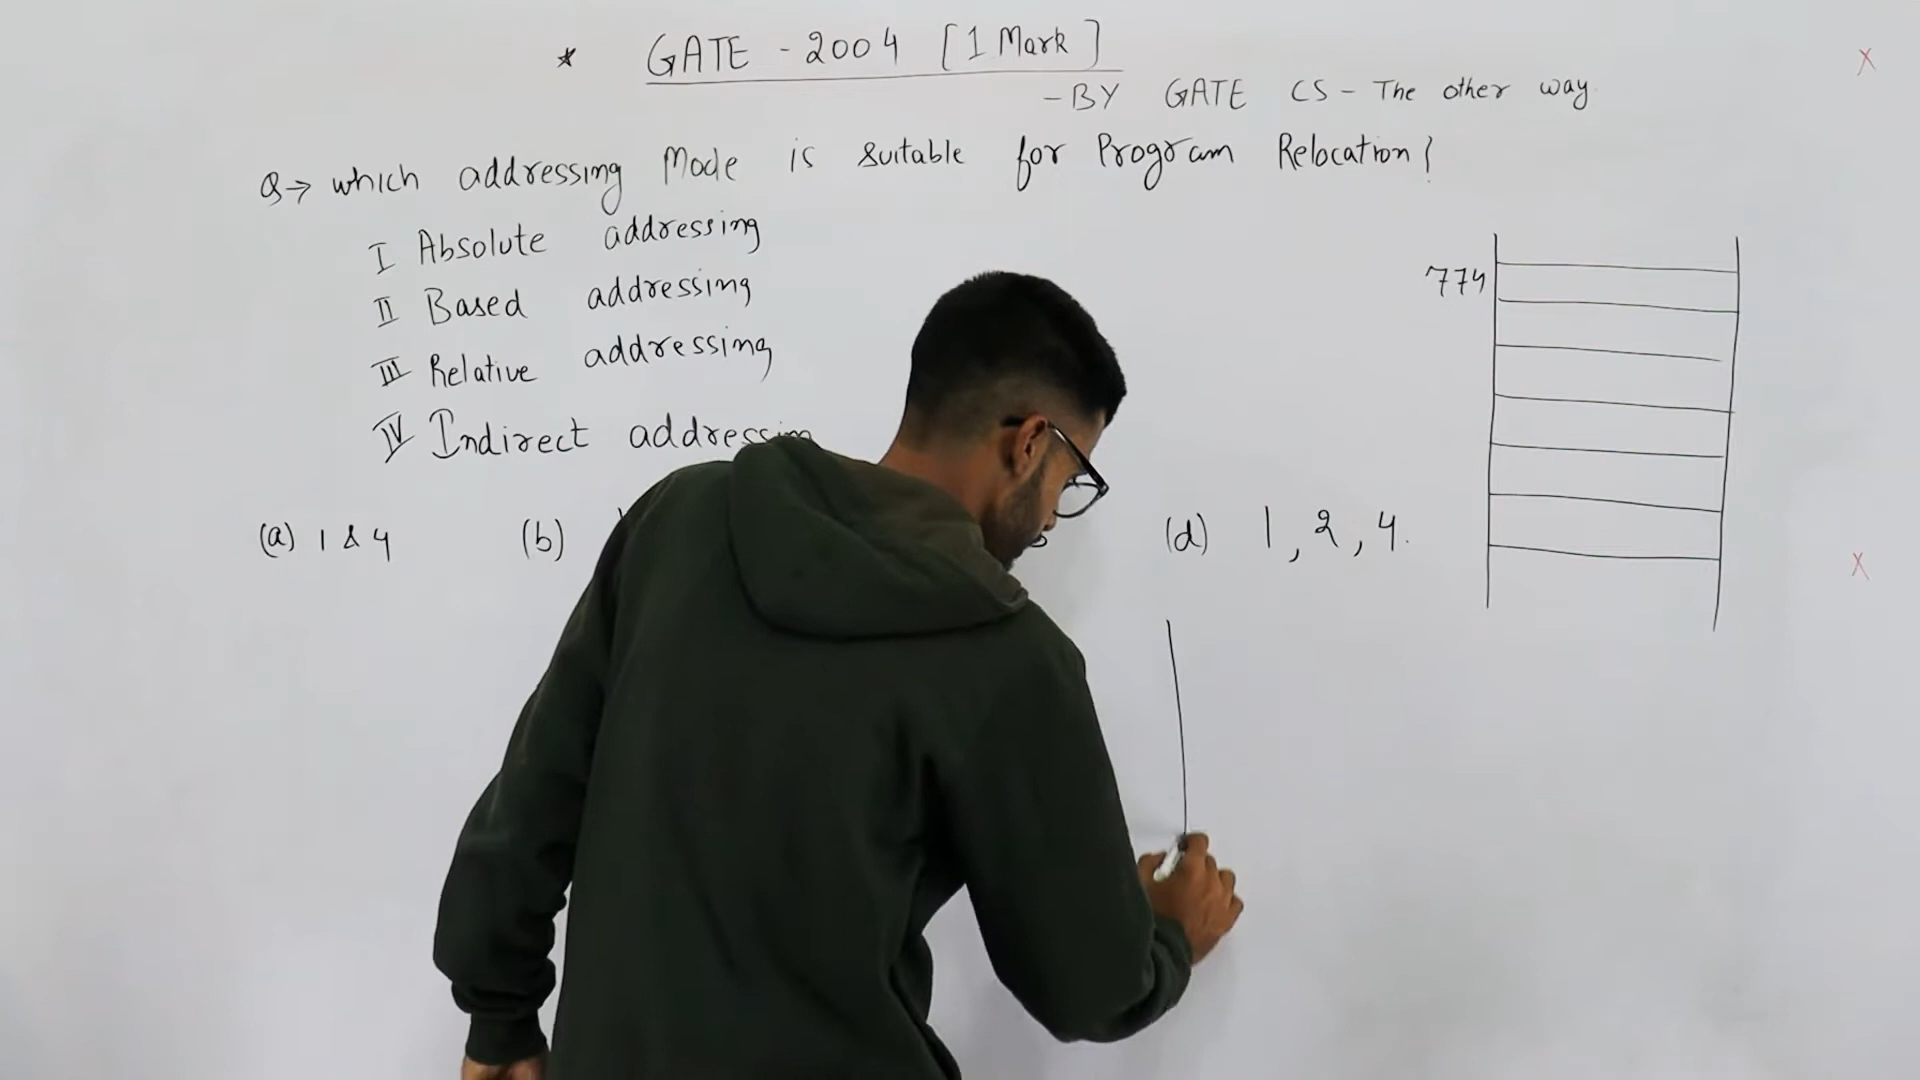 * GATE - 2004 [1 Mark]
- BY GATE CS - The other way
Q→ which addressing Mode is suitable for Program Relocation?
I Absolute addressing
II Based addressing
III Relative addressing
IV Indirect
(a) 1 & 4 (b) (d) 1, 2, 4.
774
X
X